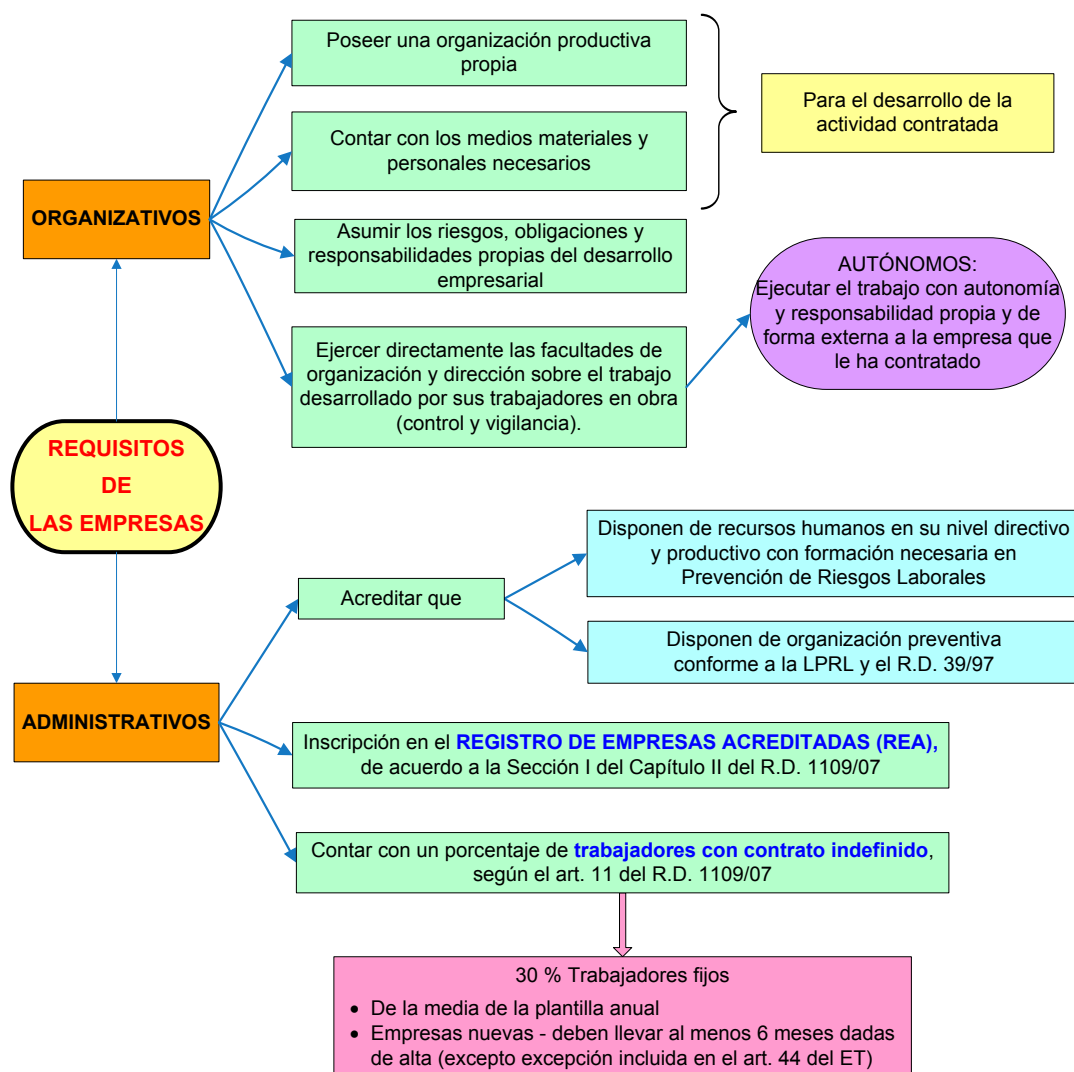 Poseer una organización productiva
propia
Contar con los medios materiales y
personales necesarios
Para el desarrollo de la
actividad contratada
ORGANIZATIVOS
Asumir los riesgos, obligaciones y
responsabilidades propias del desarrollo
empresarial
Ejercer directamente las facultades de
organización y dirección sobre el trabajo
desarrollado por sus trabajadores en obra
(control y vigilancia).
AUTÓNOMOS:
Ejecutar el trabajo con autonomía
y responsabilidad propia y de
forma externa a la empresa que
le ha contratado
REQUISITOS
DE
LAS EMPRESAS
Disponen de recursos humanos en su nivel directivo
y productivo con formación necesaria en
Prevención de Riesgos Laborales
Acreditar que
Disponen de organización preventiva
conforme a la LPRL y el R.D. 39/97
ADMINISTRATIVOS
Inscripción en el REGISTRO DE EMPRESAS ACREDITADAS (REA),
de acuerdo a la Sección I del Capítulo II del R.D. 1109/07
Contar con un porcentaje de trabajadores con contrato indefinido,
según el art. 11 del R.D. 1109/07
30 % Trabajadores fijos
• De la media de la plantilla anual
• Empresas nuevas - deben llevar al menos 6 meses dadas
de alta (excepto excepción incluida en el art. 44 del ET)